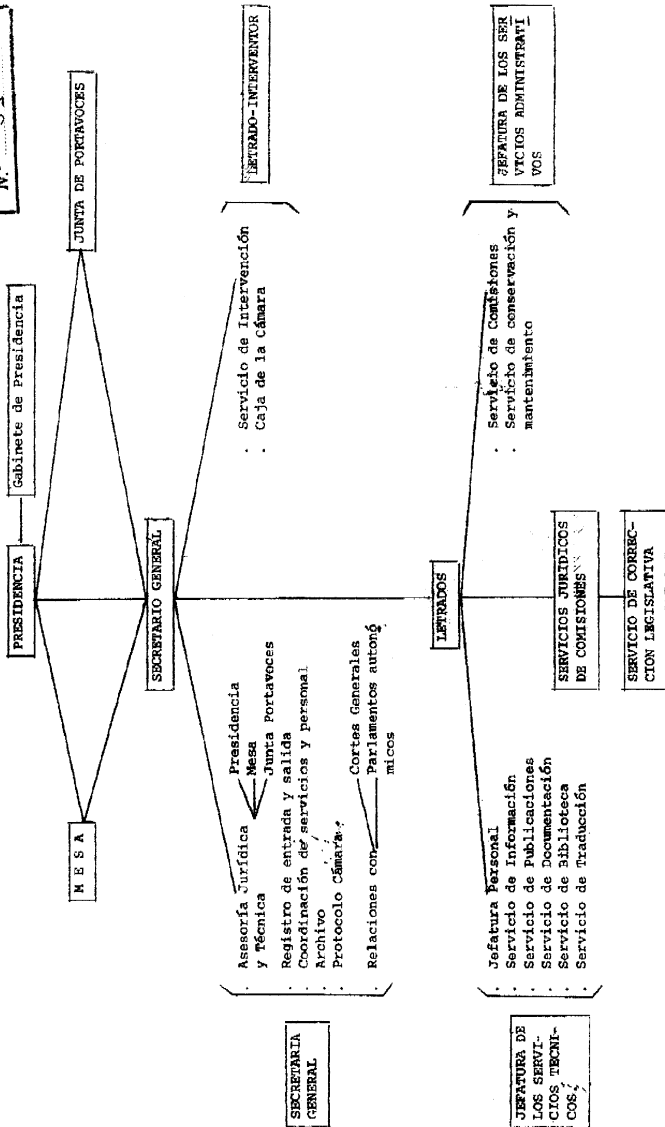 Nº
PRESIDENCIA
Gabinete de Presidencia
M E S A
JUNTA DE PORTAVOCES
SECRETARIO GENERAL
SECRETARIA
GENERAL
. Asesoría Jurídica
y Técnica
Presidencia
Mesa
Junta Portavoces
. Registro de entrada y salida
. Coordinación de servicios y personal
. Archivo
. Protocolo Cámara
. Relaciones con
Cortes Generales
Parlamentos autonó
micos
. Servicio de Intervención
. Caja de la Cámara
LETRADO-INTERVENTOR
LETRADOS
JEFATURA DE
LOS SERVI-
CIOS TECNI-
COS
. Jefatura Personal
. Servicio de Información
. Servicio de Publicaciones
. Servicio de Documentación
. Servicio de Biblioteca
. Servicio de Traducción
SERVICIOS JURIDICOS
DE COMISIONES
SERVICIO DE CORREC-
CION LEGISLATIVA
. Servicio de Comisiones
. Servicio de conservación y
mantenimiento
JEFATURA DE LOS SER
VICIOS ADMINISTRATI
VOS